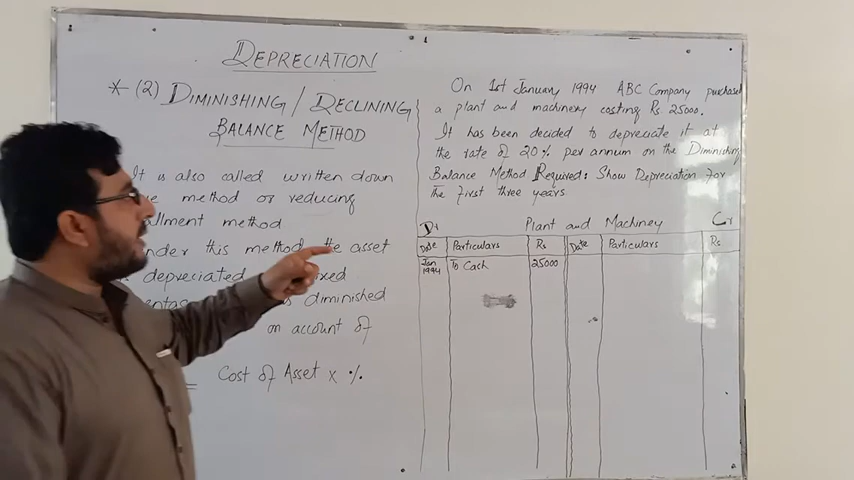 DEPRECIATION
* (2) DIMINISHING / DECLINING
BALANCE METHOD
It is also called written down
method or reducing
method
this method the asset
depreciated
is diminished
on account of
Cost of Asset x %
On 1st January 1994 ABC Company purchased
a plant and machinery costing Rs 25000.
It has been decided to depreciate it at
the rate of 20% per annum on the Diminishing
Balance Method Required: Show Depreciation for
the first three years
Dr Plant and Machiney Cr
Date Particulars Rs Date Particulars Rs
Jan 1994 To Cash 25000